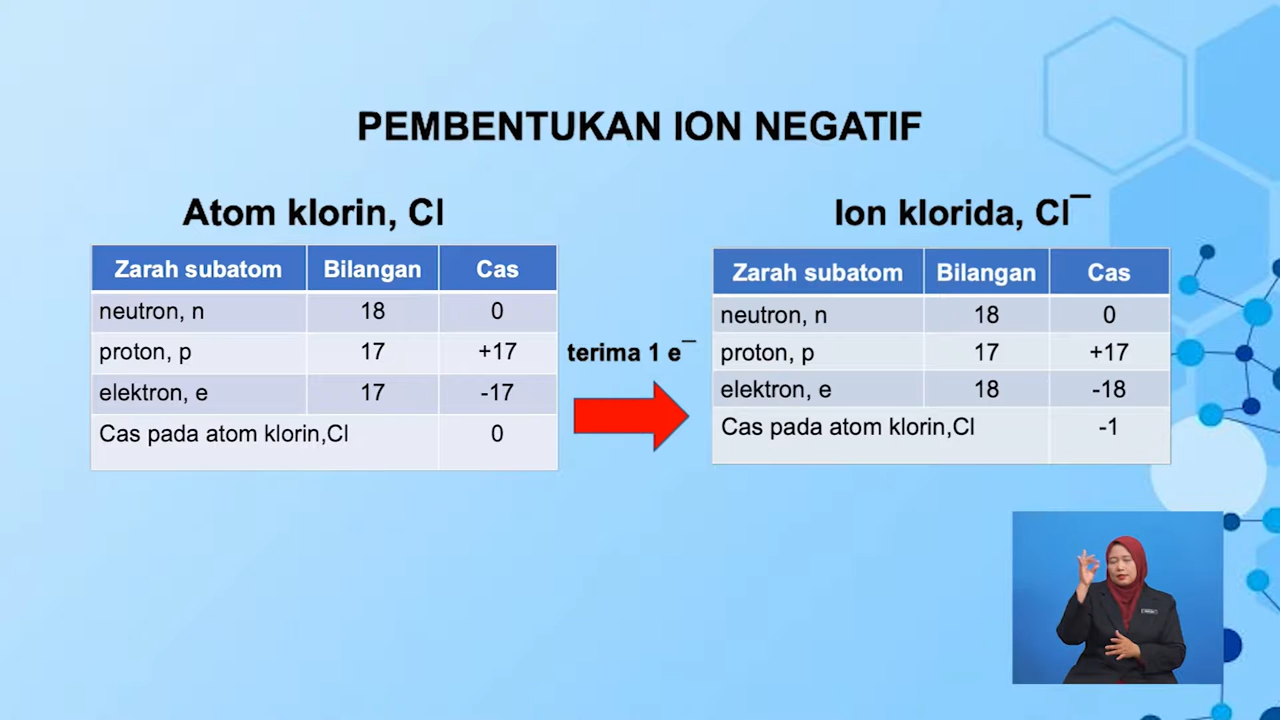 PEMBENTUKAN ION NEGATIF
Atom klorin, Cl
Zarah subatom Bilangan Cas
neutron, n 18 0
proton, p 17 +17
elektron, e 17 -17
Cas pada atom klorin,Cl 0
terima 1 e¯
Ion klorida, Cl¯
Zarah subatom Bilangan Cas
neutron, n 18 0
proton, p 17 +17
elektron, e 18 -18
Cas pada atom klorin,Cl -1